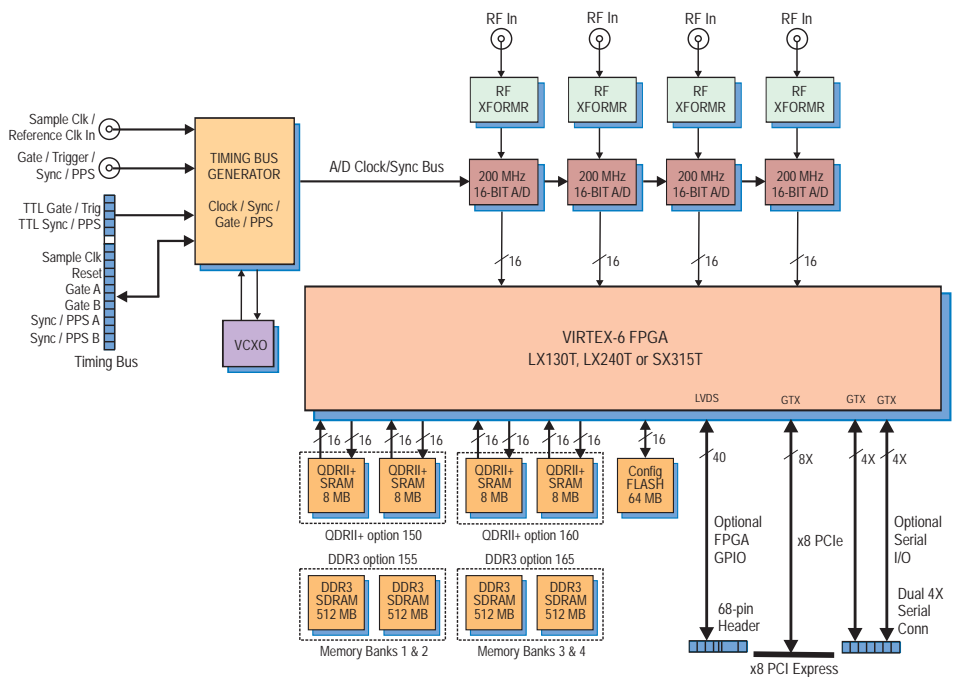 RF In
RF In
RF In
RF In
RF
XFORMR
RF
XFORMR
RF
XFORMR
RF
XFORMR
Sample Clk /
Reference Clk In
Gate / Trigger /
Sync / PPS
TTL Gate / Trig
TTL Sync / PPS
Sample Clk
Reset
Gate A
Gate B
Sync / PPS A
Sync / PPS B
Timing Bus
TIMING BUS
GENERATOR
Clock / Sync /
Gate / PPS
VCXO
A/D Clock/Sync Bus
200 MHz
16-BIT A/D
200 MHz
16-BIT A/D
200 MHz
16-BIT A/D
200 MHz
16-BIT A/D
16
16
16
16
VIRTEX-6 FPGA
LX130T, LX240T or SX315T
LVDS
GTX
GTX
GTX
16
16
16
16
16
16
16
16
16
40
8X
4X
4X
QDRII+
SRAM
8 MB
QDRII+
SRAM
8 MB
QDRII+
SRAM
8 MB
QDRII+
SRAM
8 MB
Config
FLASH
64 MB
QDRII+ option 150
QDRII+ option 160
DDR3 option 155
DDR3 option 165
DDR3
SDRAM
512 MB
DDR3
SDRAM
512 MB
DDR3
SDRAM
512 MB
DDR3
SDRAM
512 MB
Memory Banks 1 & 2
Memory Banks 3 & 4
Optional
FPGA
GPIO
68-pin
Header
x8 PCIe
x8 PCI Express
Optional
Serial
I/O
Dual 4X
Serial
Conn